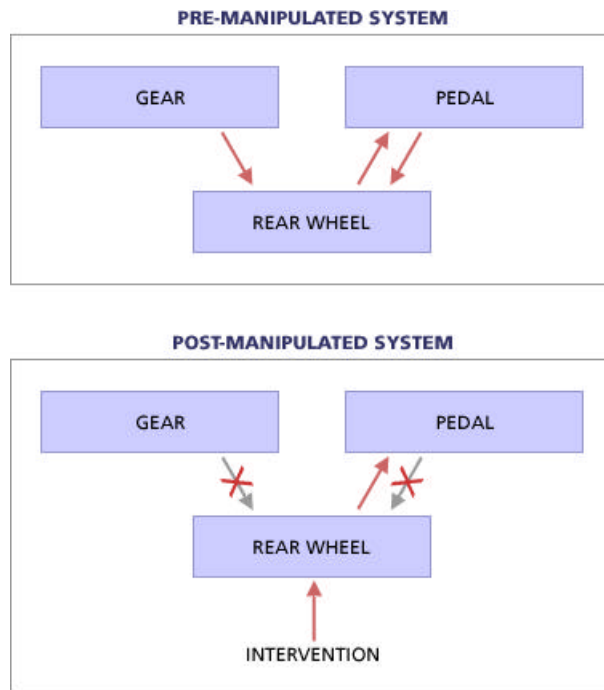 PRE-MANIPULATED SYSTEM
GEAR
PEDAL
REAR WHEEL
POST-MANIPULATED SYSTEM
GEAR
PEDAL
REAR WHEEL
INTERVENTION